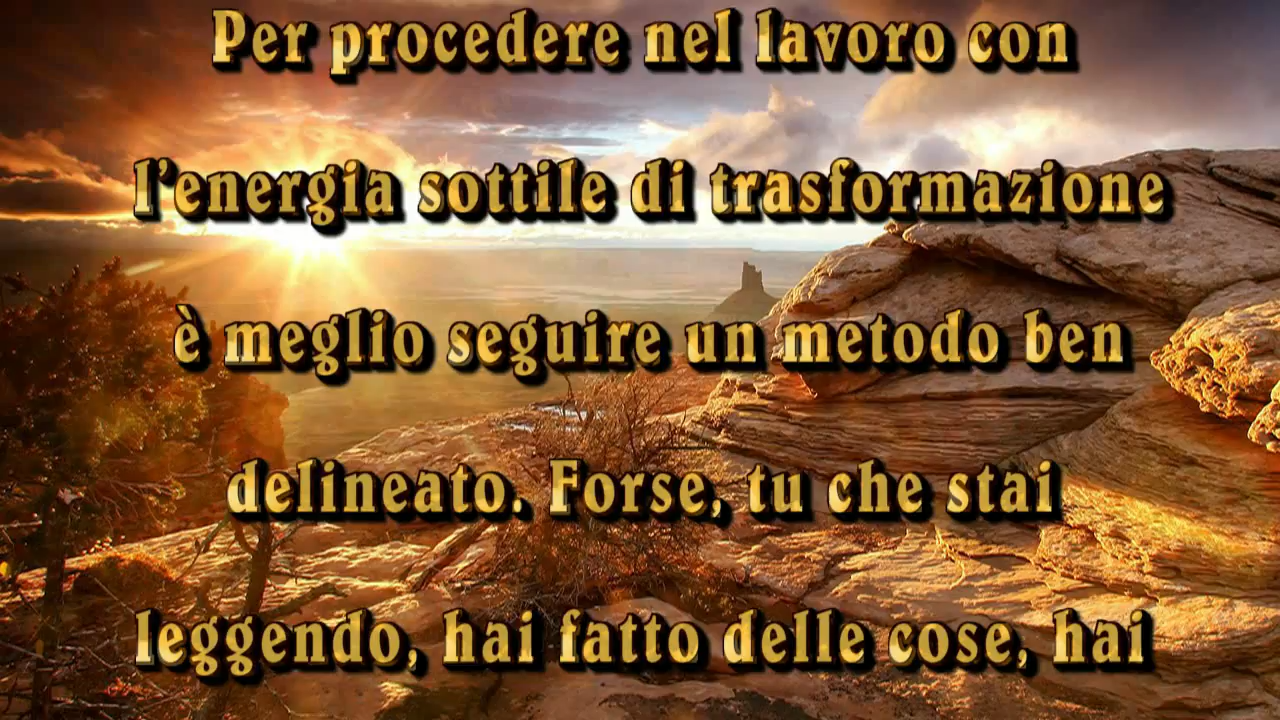 Per procedere nel lavoro con
l’energia sottile di trasformazione
è meglio seguire un metodo ben
delineato. Forse, tu che stai
leggendo, hai fatto delle cose, hai